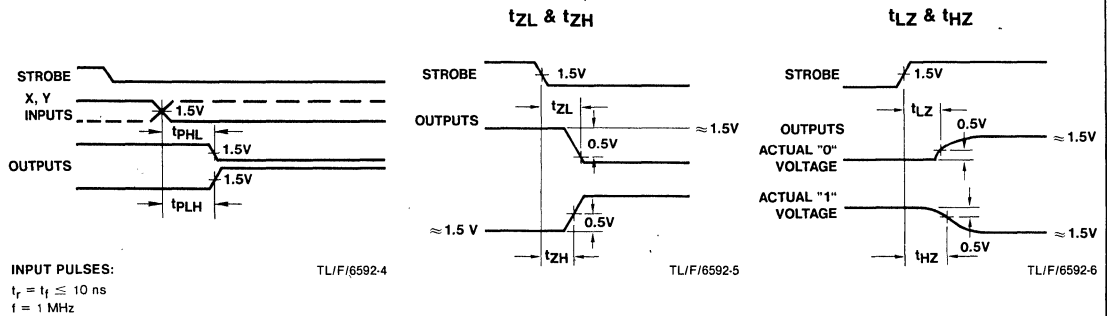 STROBE
X, Y
INPUTS
1.5V
tPHL
1.5V
OUTPUTS
1.5V
tPLH
INPUT PULSES:
tr = tf ≤ 10 ns
f = 1 MHz
TL/F/6592-4
tZL & tZH
STROBE
1.5V
tZL
OUTPUTS
≈ 1.5V
0.5V
≈ 1.5 V
0.5V
tZH
TL/F/6592-5
tLZ & tHZ
STROBE
1.5V
tLZ
0.5V
OUTPUTS
≈ 1.5V
ACTUAL "0"
VOLTAGE
ACTUAL "1"
VOLTAGE
≈ 1.5V
0.5V
tHZ
TL/F/6592-6